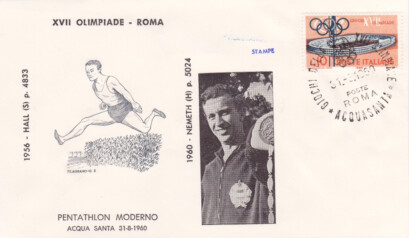 XVII OLIMPIADE - ROMA
STAMPE
1956 - HALL (S) p. 4833
1960 - NEMETH (H) p. 5024
POSTE ITALIANE
POSTE
ROMA
ACQUASANTA
PENTATHLON MODERNO
ACQUA SANTA 31-8-1960